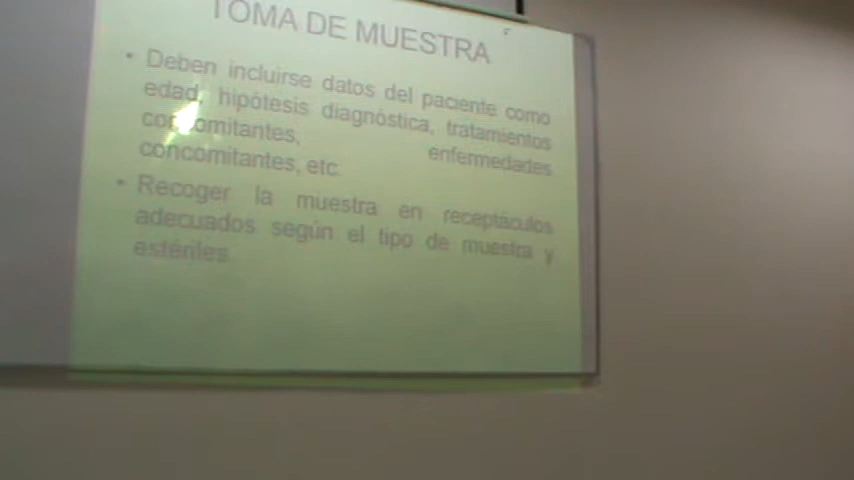 TOMA DE MUESTRA
• Deben incluirse datos del paciente como
edad, hipótesis diagnóstica, tratamientos
concomitantes, enfermedades
concomitantes, etc.
• Recoger la muestra en receptáculos
adecuados según el tipo de muestra y
estériles.